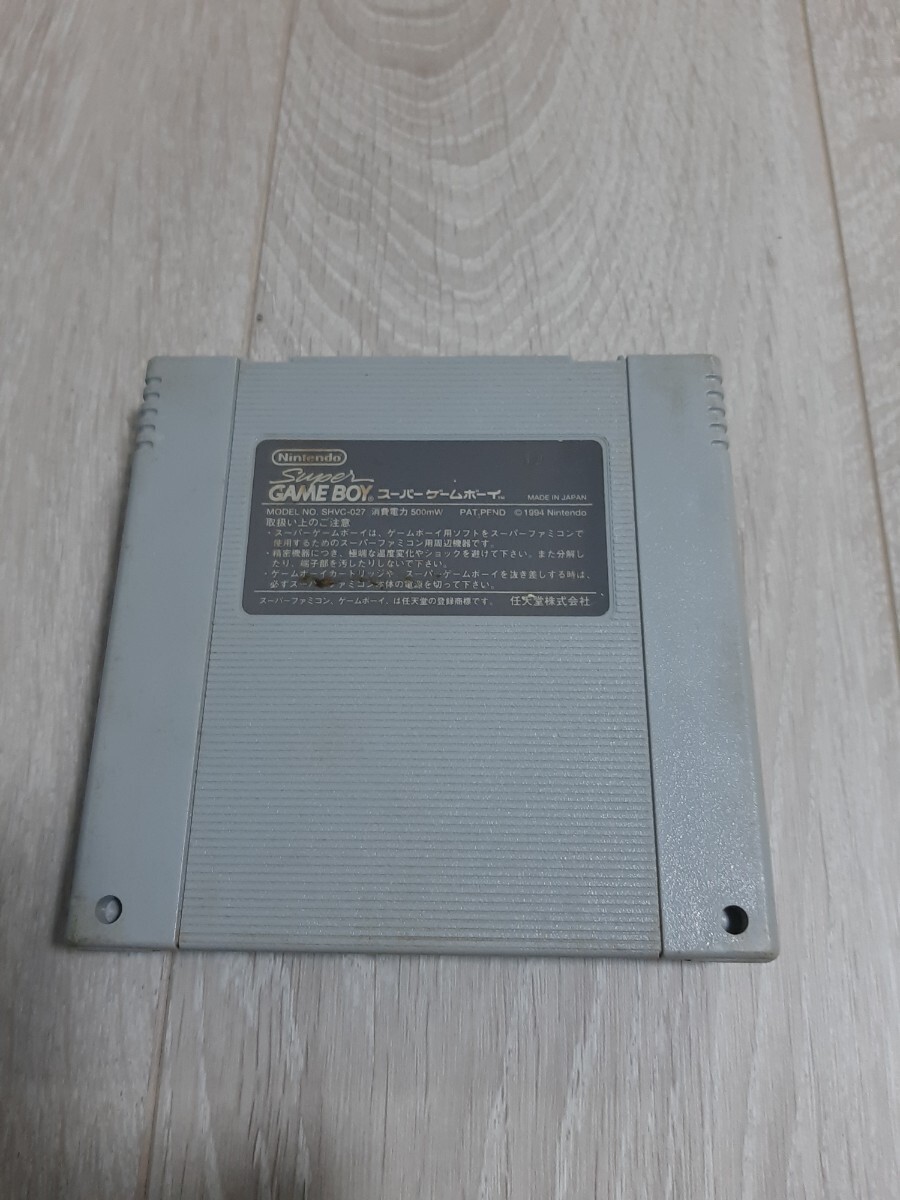 Nintendo
Super
GAME BOY. スーパーゲームボーイ™ MADE IN JAPAN
MODEL NO. SHVC-027 消費電力 500mW PAT,PEND © 1994 Nintendo
取扱い上のご注意
・スーパーゲームボーイは、ゲームボーイ用ソフトをスーパーファミコンで
使用するためのスーパーファミコン用周辺機器です。
・精密機器につき、極端な温度変化やショックを避けて下さい。また分解し
たり、端子部を汚したりしないで下さい。
・ゲームボーイカートリッジや、スーパーゲームボーイを抜き差しする時は、
必ずスーパーファミコン本体の電源を切って下さい。
スーパーファミコン、ゲームボーイ、は任天堂の登録商標です。 任天堂株式会社